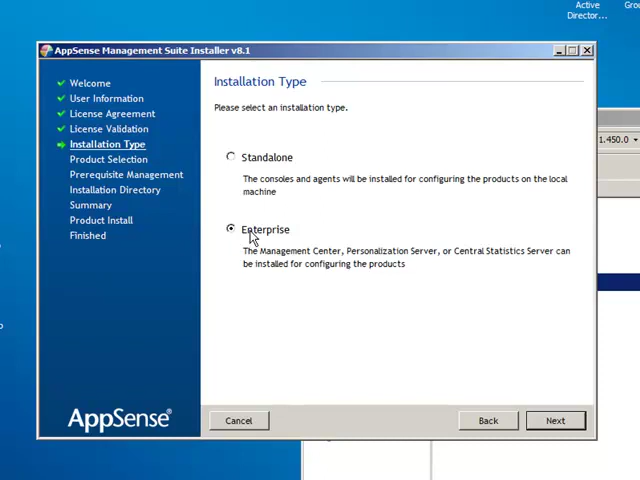 Active
Director...
Grou
AppSense Management Suite Installer v8.1
Welcome
User Information
License Agreement
License Validation
Installation Type
Product Selection
Prerequisite Management
Installation Directory
Summary
Product Install
Finished
AppSense®
Installation Type
Please select an installation type.
Standalone
The consoles and agents will be installed for configuring the products on the local
machine
Enterprise
The Management Center, Personalization Server, or Central Statistics Server can
be installed for configuring the products
Cancel
Back
Next
1.450.0